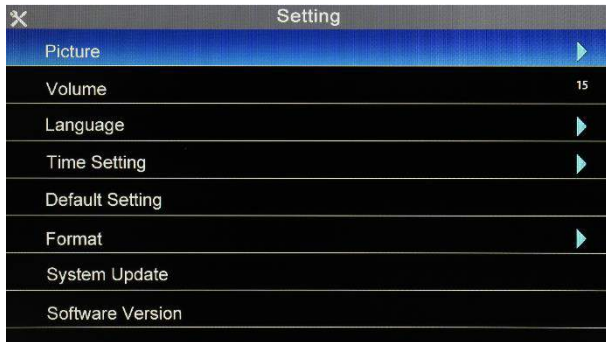 Setting
Picture
Volume 15
Language
Time Setting
Default Setting
Format
System Update
Software Version